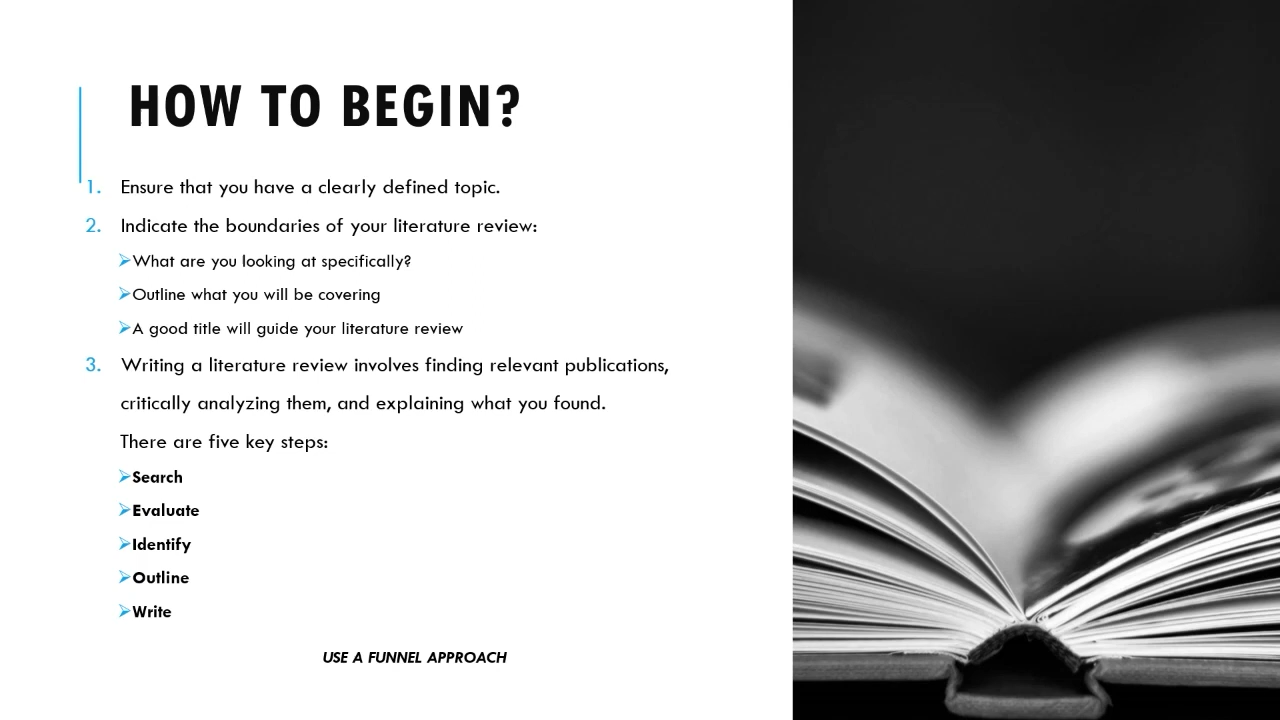 HOW TO BEGIN?
1. Ensure that you have a clearly defined topic.
2. Indicate the boundaries of your literature review:
➢What are you looking at specifically?
➢Outline what you will be covering
➢A good title will guide your literature review
3. Writing a literature review involves finding relevant publications,
critically analyzing them, and explaining what you found.
There are five key steps:
➢Search
➢Evaluate
➢Identify
➢Outline
➢Write
USE A FUNNEL APPROACH